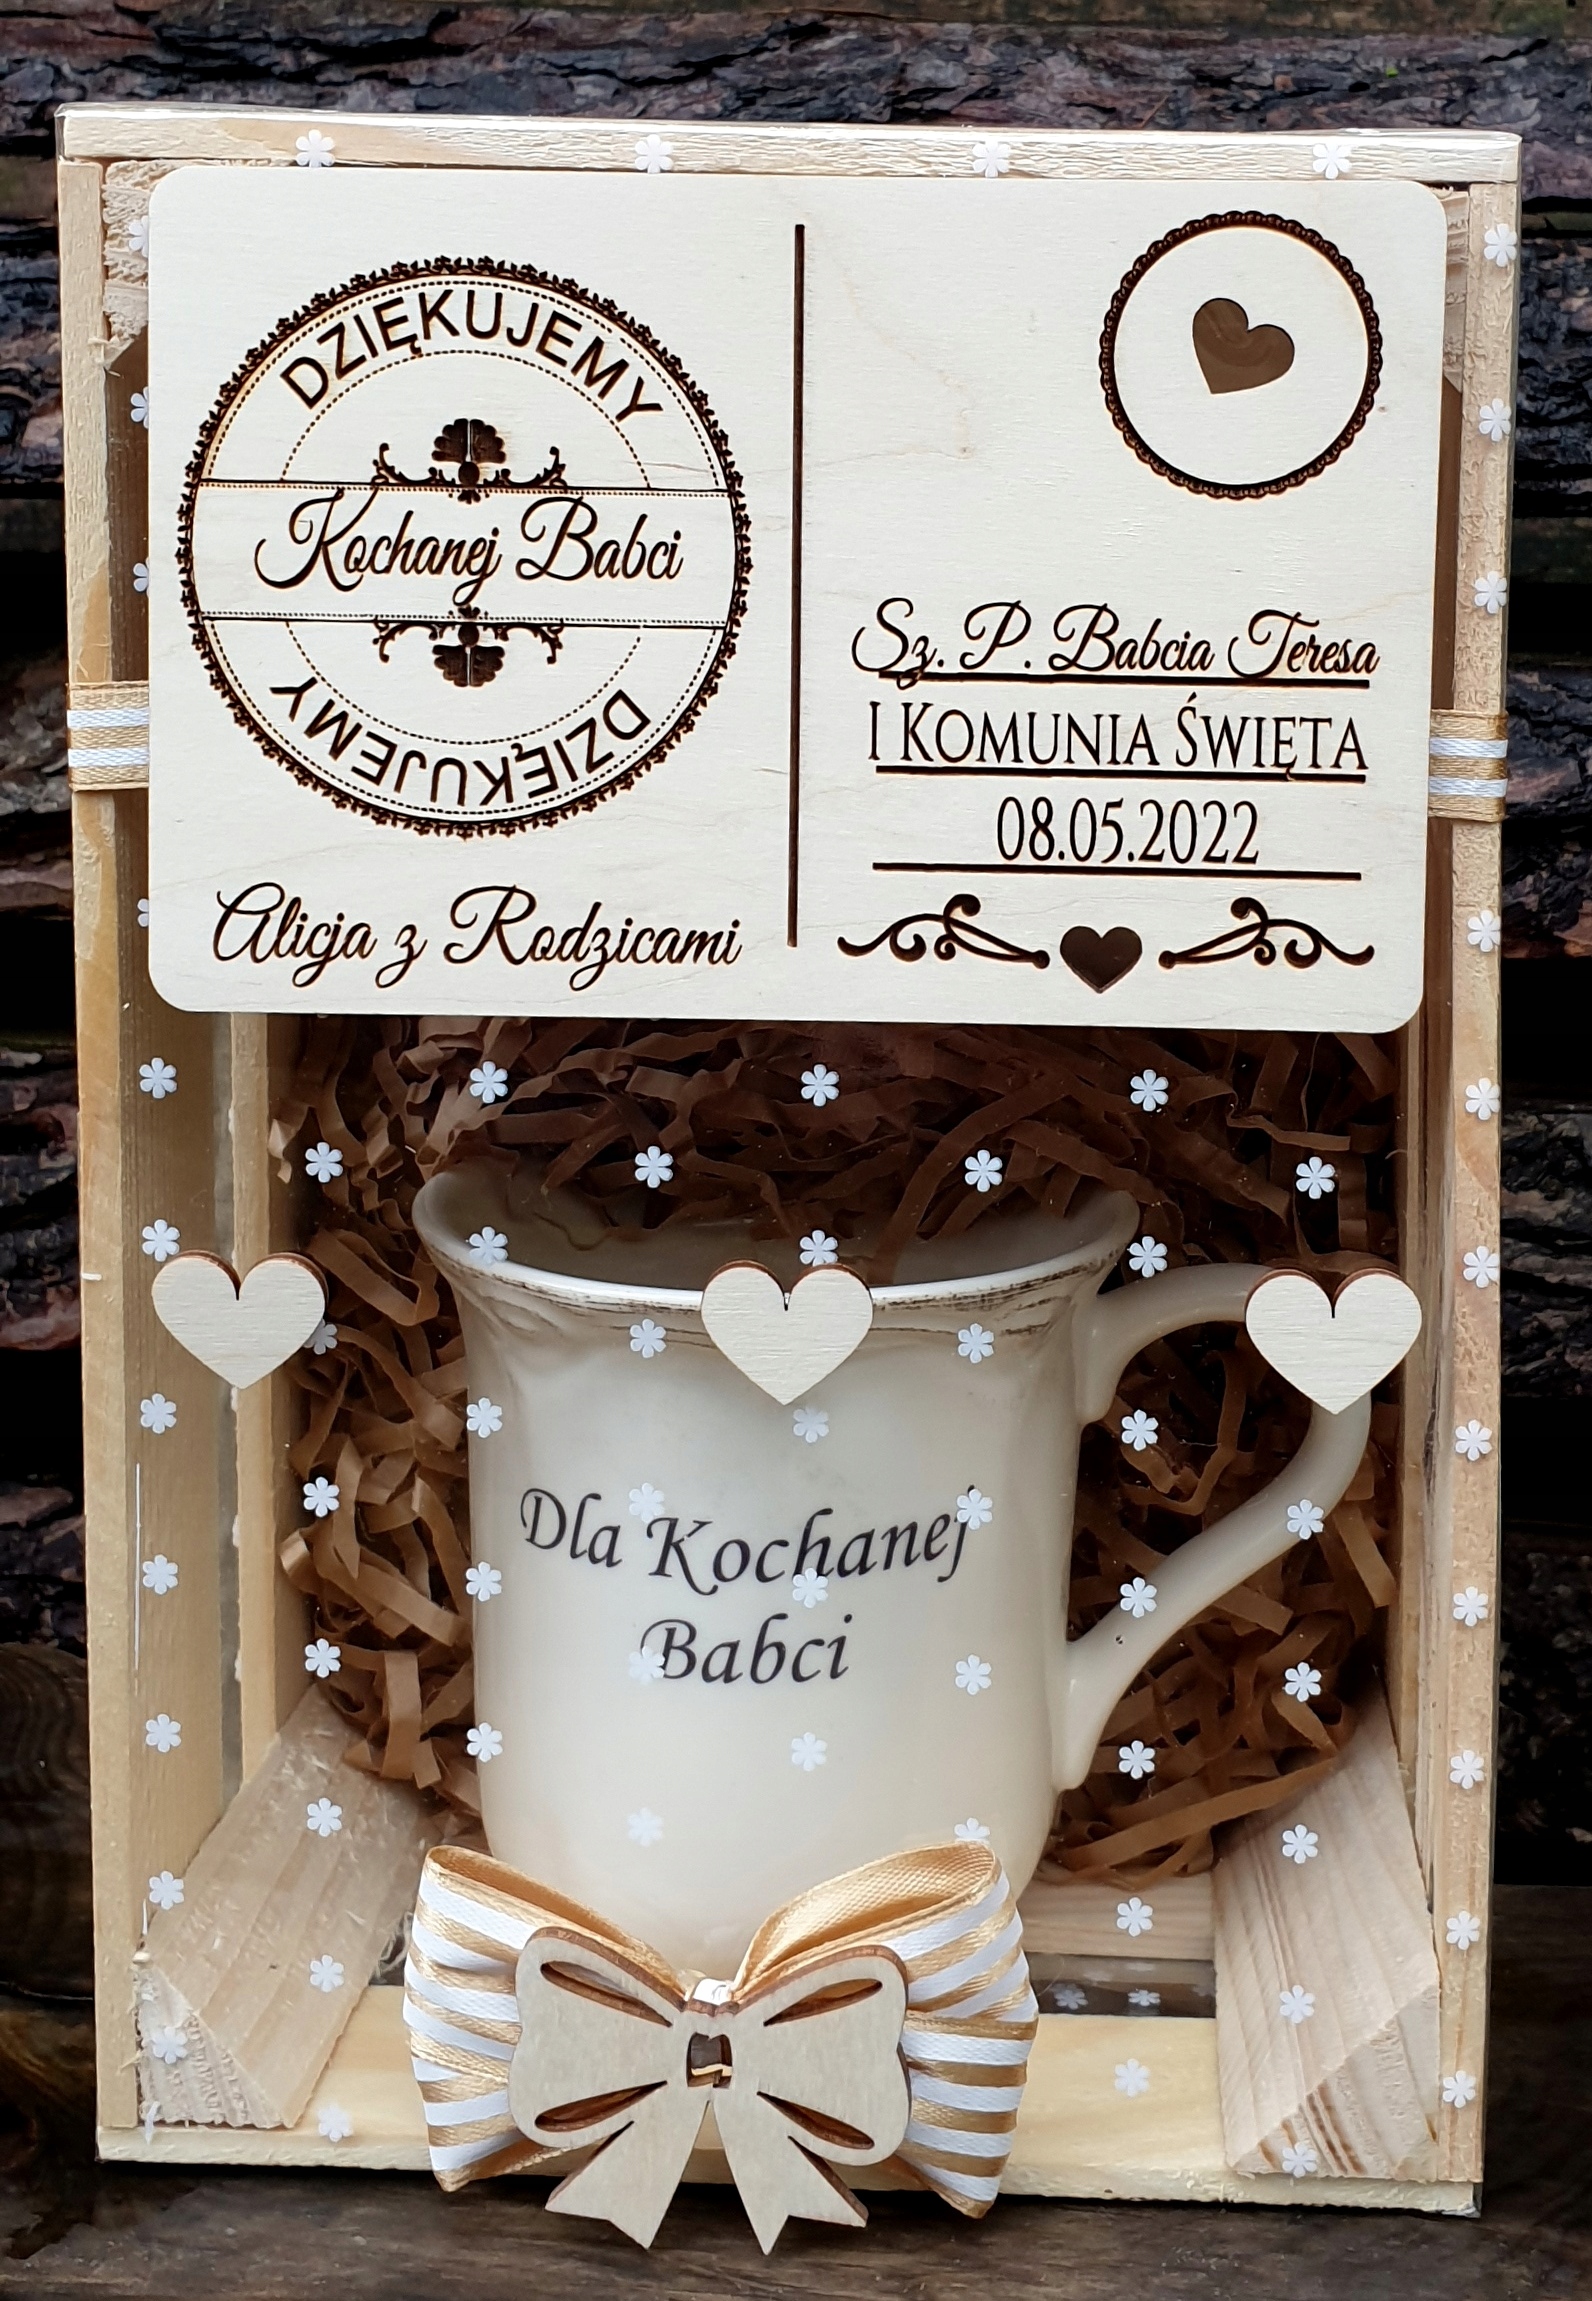 DZIĘKUJEMY
Kochanej Babci
DZIĘKUJEMY
Alicja z Rodzicami
Sz. P. Babcia Teresa
I KOMUNIA ŚWIĘTA
08.05.2022
Dla Kochanej
Babci